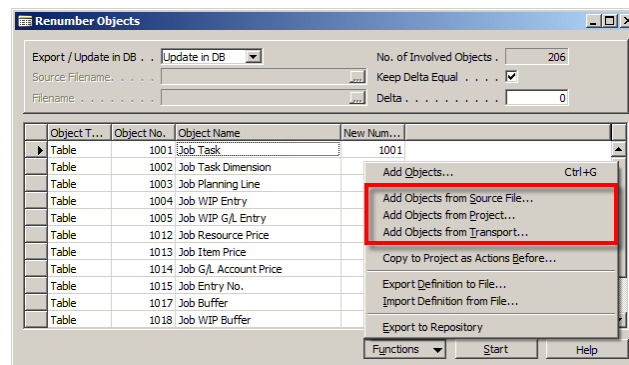 Renumber Objects
Export / Update in DB . . Update in DB No. of Involved Objects . 206
Source Filename. . . . . ... Keep Delta Equal . . . .
Filename . . . . . . . . ... Delta . . . . . . . . . . 0
Object T... Object No. Object Name New Num...
Table 1001 Job Task 1001
Table 1002 Job Task Dimension
Table 1003 Job Planning Line
Table 1004 Job WIP Entry
Table 1005 Job WIP G/L Entry
Table 1012 Job Resource Price
Table 1013 Job Item Price
Table 1014 Job G/L Account Price
Table 1015 Job Entry No.
Table 1017 Job Buffer
Table 1018 Job WIP Buffer
Add Objects... Ctrl+G
Add Objects from Source File...
Add Objects from Project...
Add Objects from Transport...
Copy to Project as Actions Before...
Export Definition to File...
Import Definition from File...
Export to Repository
Functions Start Help